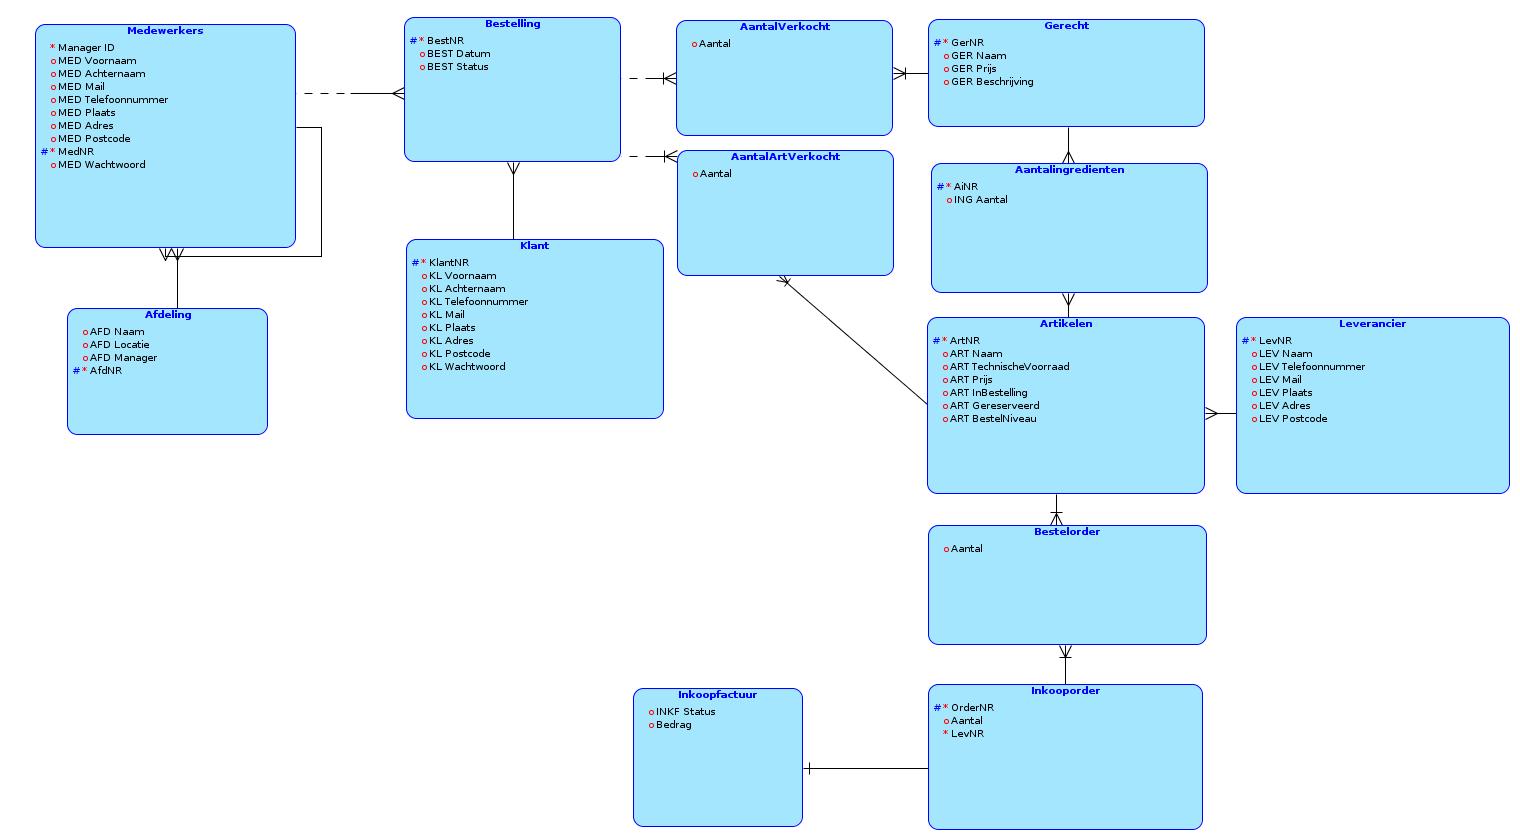 Medewerkers
* Manager ID
o MED Voornaam
o MED Achternaam
o MED Mail
o MED Telefoonnummer
o MED Plaats
o MED Adres
o MED Postcode
# * MedNR
o MED Wachtwoord
Bestelling
# * BestNR
o BEST Datum
o BEST Status
AantalVerkocht
o Aantal
Gerecht
# * GerNR
o GER Naam
o GER Prijs
o GER Beschrijving
AantalArtVerkocht
o Aantal
Aantalingredienten
# * AiNR
o ING Aantal
Klant
# * KlantNR
o KL Voornaam
o KL Achternaam
o KL Telefoonnummer
o KL Mail
o KL Plaats
o KL Adres
o KL Postcode
o KL Wachtwoord
Afdeling
o AFD Naam
o AFD Locatie
o AFD Manager
# * AfdNR
Artikelen
# * ArtNR
o ART Naam
o ART TechnischeVoorraad
o ART Prijs
o ART InBestelling
o ART Gereserveerd
o ART BestelNiveau
Leverancier
# * LevNR
o LEV Naam
o LEV Telefoonnummer
o LEV Mail
o LEV Plaats
o LEV Adres
o LEV Postcode
Bestelorder
o Aantal
Inkoopfactuur
o INKF Status
o Bedrag
Inkooporder
# * OrderNR
o Aantal
* LevNR